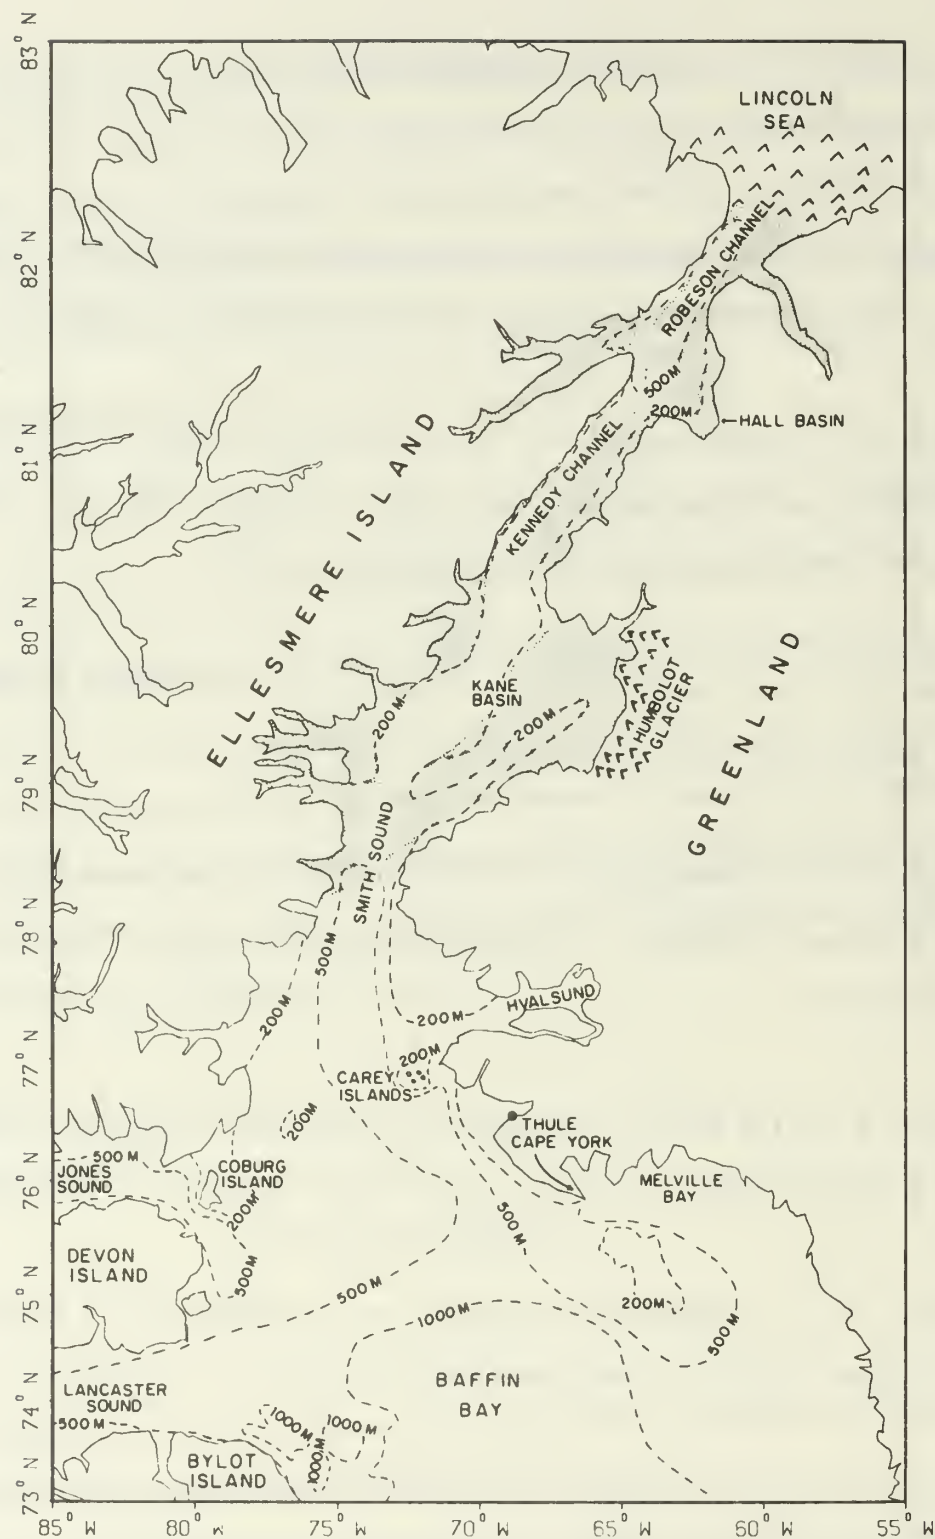 83° N
LINCOLN
SEA
82° N
ROBESON CHANNEL
500M
200M
HALL BASIN
81° N
KENNEDY CHANNEL
ELLESMERE ISLAND
80° N
KANE
BASIN
200M
200M
HUMBOLOT
GLACIER
GREENLAND
79° N
SMITH SOUND
78° N
500M
200M
HVALSUND
200M
77° N
200M
CAREY
ISLANDS
200M
THULE
CAPE YORK
500M
JONES
SOUND
COBURG
ISLAND
76° N
MELVILLE
BAY
200M
500M
DEVON
ISLAND
500M
500M
75° N
200M
500M
1000M
BAFFIN
BAY
LANCASTER
SOUND
74° N
500M
1000M
1000M
1000M
BYLOT
ISLAND
73° N
85° W
80° W
75° W
70° W
65° W
60° W
55° W